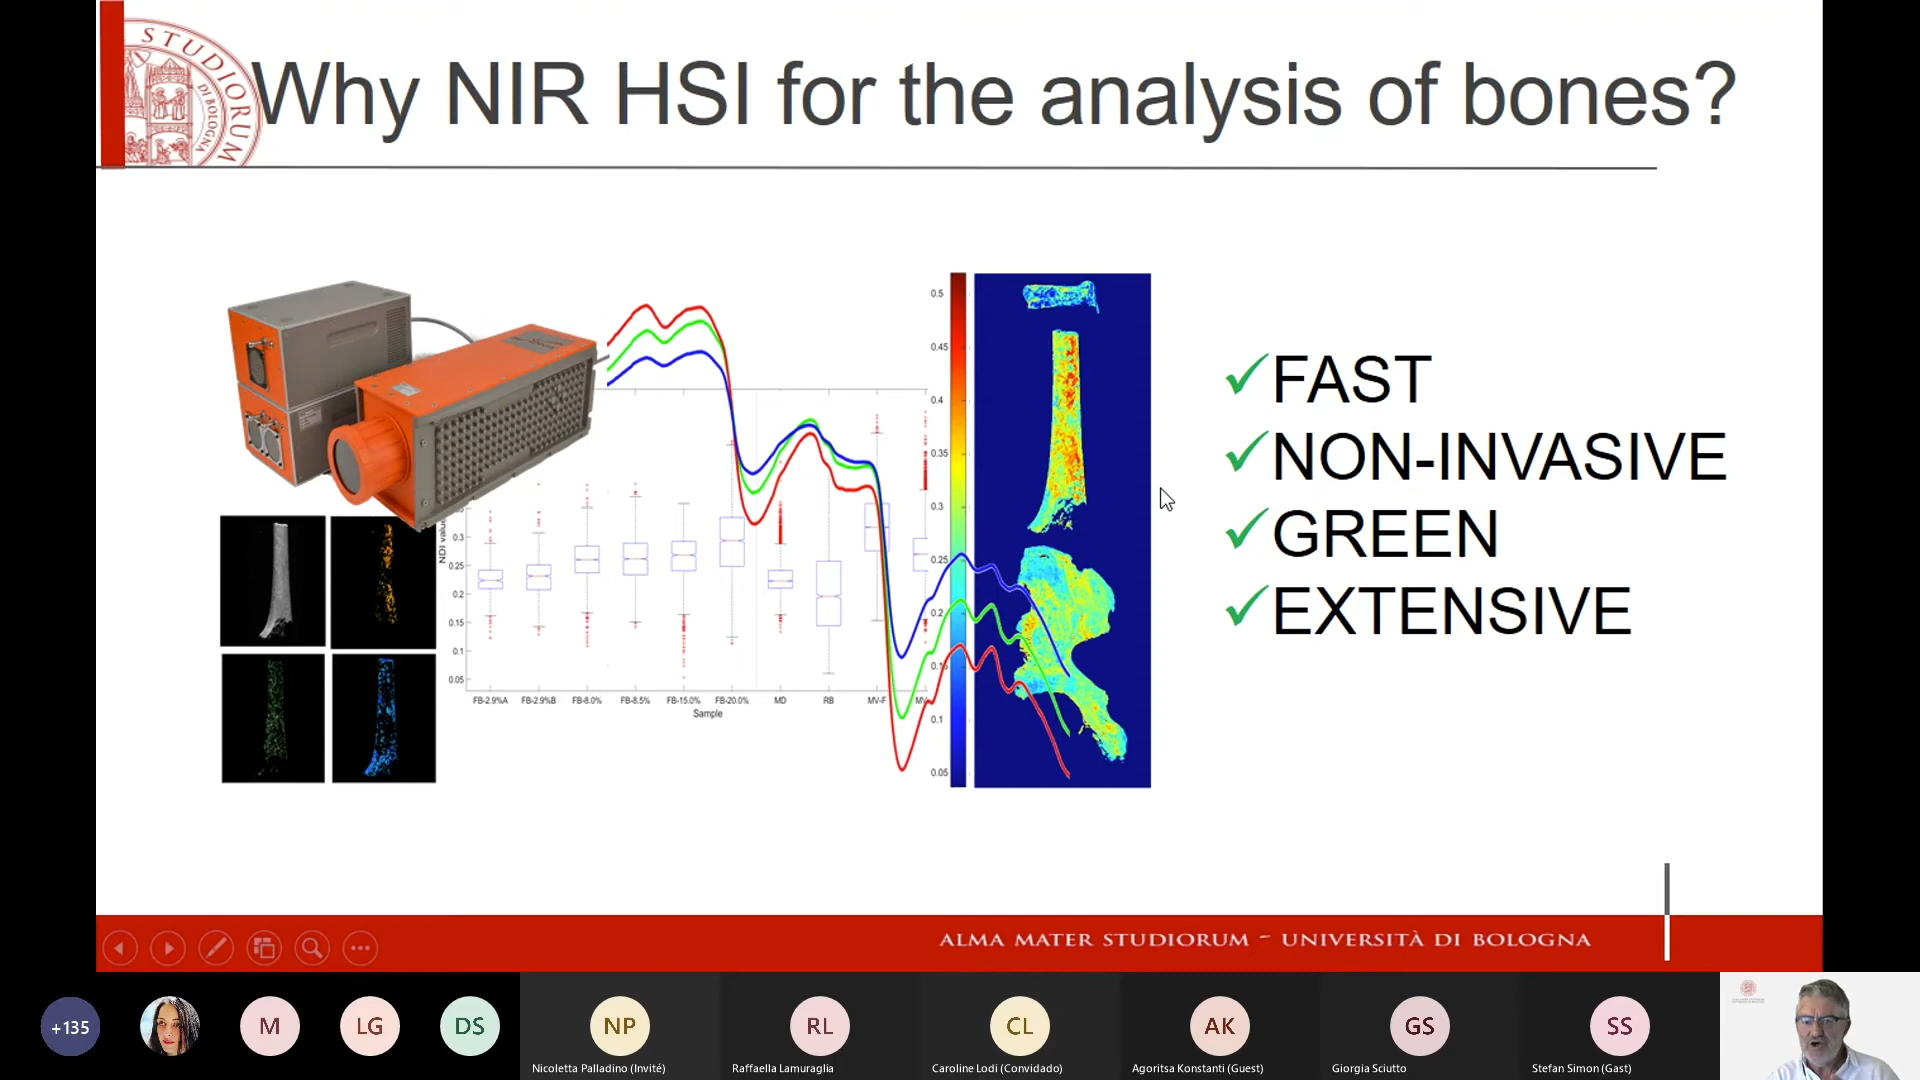 STUDIORUM
DI BOLOGNA
Why NIR HSI for the analysis of bones?
✓FAST
✓NON-INVASIVE
✓GREEN
✓EXTENSIVE
0.5
0.45
0.4
0.35
0.3
0.25
0.2
0.1
0.05
0.3
0.25
0.2
0.15
0.1
0.05
FB-2.9%A FB-2.9%B FB-8.0% FB-8.5% FB-15.0% FB-20.0% MD RB MV-F
Sample
ALMA MATER STUDIORUM - UNIVERSITÀ DI BOLOGNA
+135 M LG DS NP RL CL AK GS SS
Nicoletta Palladino (Invité) Raffaella Lamuraglia Caroline Lodi (Convidado) Agoritsa Konstanti (Guest) Giorgia Sciutto Stefan Simon (Gast)